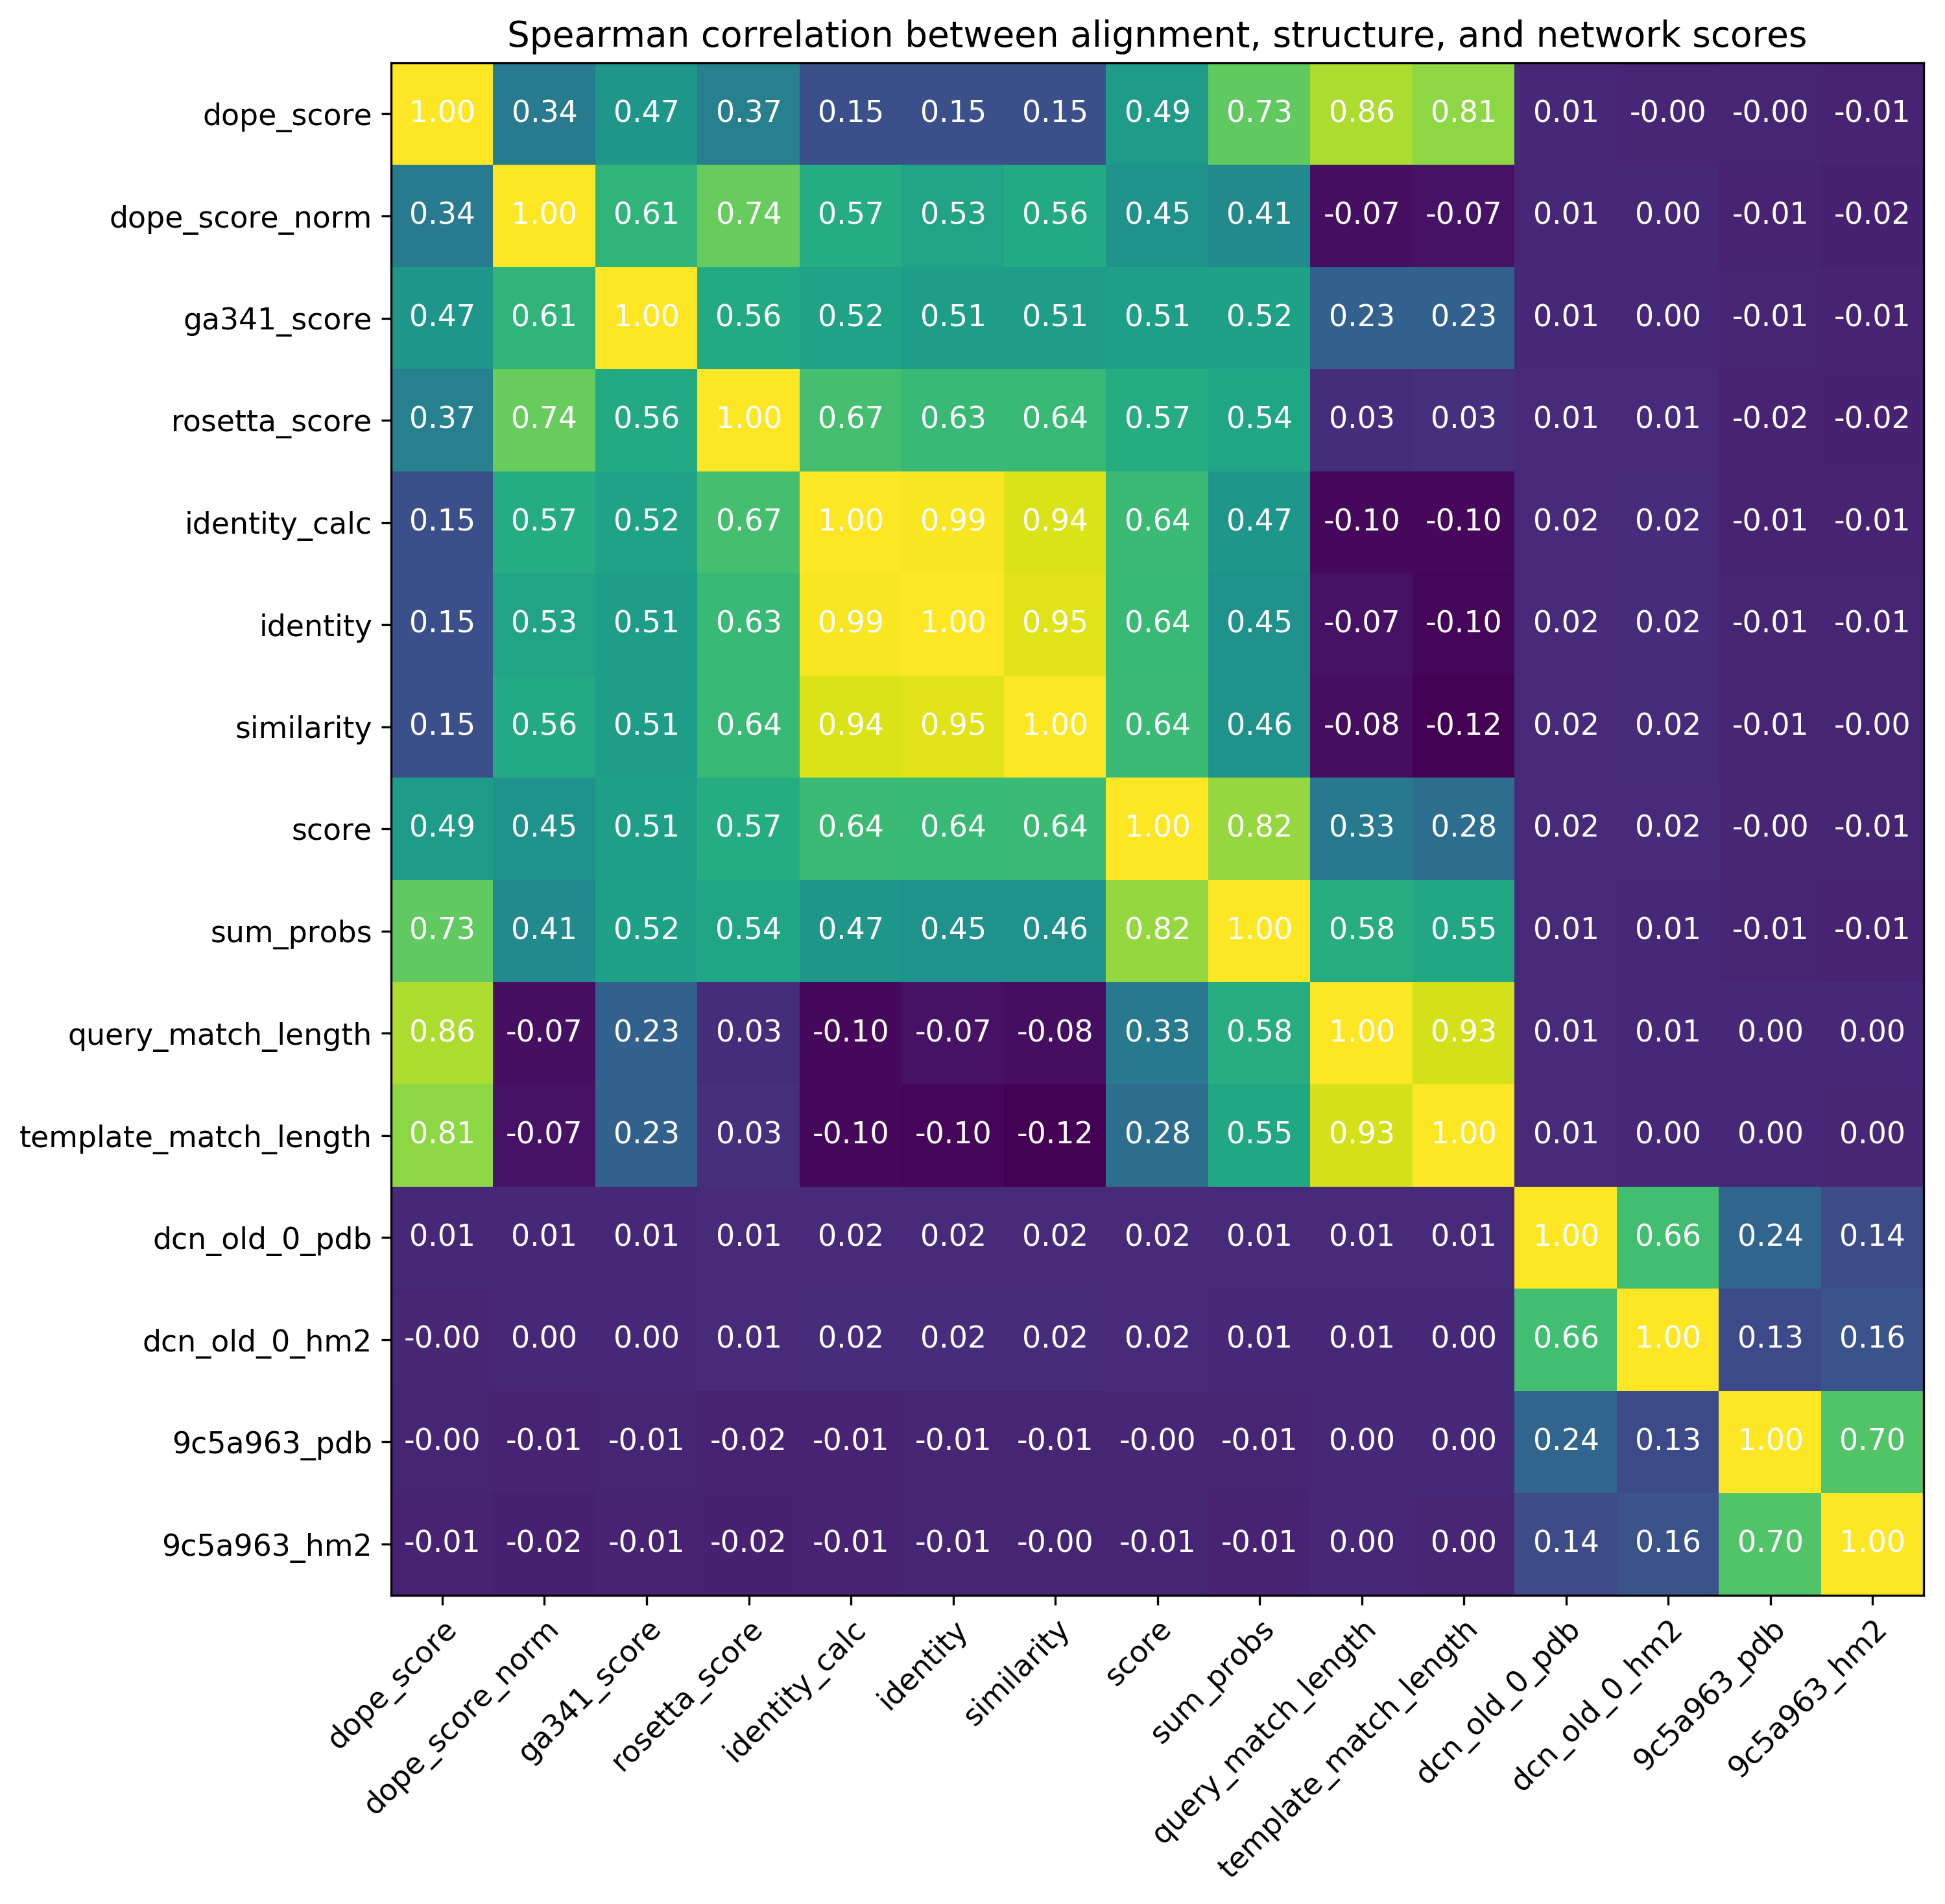 Spearman correlation between alignment, structure, and network scores
dope_score 1.00 0.34 0.47 0.37 0.15 0.15 0.15 0.49 0.73 0.86 0.81 0.01 -0.00 -0.00 -0.01
dope_score_norm 0.34 1.00 0.61 0.74 0.57 0.53 0.56 0.45 0.41 -0.07 -0.07 0.01 0.00 -0.01 -0.02
ga341_score 0.47 0.61 1.00 0.56 0.52 0.51 0.51 0.51 0.52 0.23 0.23 0.01 0.00 -0.01 -0.01
rosetta_score 0.37 0.74 0.56 1.00 0.67 0.63 0.64 0.57 0.54 0.03 0.03 0.01 0.01 -0.02 -0.02
identity_calc 0.15 0.57 0.52 0.67 1.00 0.99 0.94 0.64 0.47 -0.10 -0.10 0.02 0.02 -0.01 -0.01
identity 0.15 0.53 0.51 0.63 0.99 1.00 0.95 0.64 0.45 -0.07 -0.10 0.02 0.02 -0.01 -0.01
similarity 0.15 0.56 0.51 0.64 0.94 0.95 1.00 0.64 0.46 -0.08 -0.12 0.02 0.02 -0.01 -0.00
score 0.49 0.45 0.51 0.57 0.64 0.64 0.64 1.00 0.82 0.33 0.28 0.02 0.02 -0.00 -0.01
sum_probs 0.73 0.41 0.52 0.54 0.47 0.45 0.46 0.82 1.00 0.58 0.55 0.01 0.01 -0.01 -0.01
query_match_length 0.86 -0.07 0.23 0.03 -0.10 -0.07 -0.08 0.33 0.58 1.00 0.93 0.01 0.01 0.00 0.00
template_match_length 0.81 -0.07 0.23 0.03 -0.10 -0.10 -0.12 0.28 0.55 0.93 1.00 0.01 0.00 0.00 0.00
dcn_old_0_pdb 0.01 0.01 0.01 0.01 0.02 0.02 0.02 0.02 0.01 0.01 0.01 1.00 0.66 0.24 0.14
dcn_old_0_hm2 -0.00 0.00 0.00 0.01 0.02 0.02 0.02 0.02 0.01 0.01 0.00 0.66 1.00 0.13 0.16
9c5a963_pdb -0.00 -0.01 -0.01 -0.02 -0.01 -0.01 -0.01 -0.00 -0.01 0.00 0.00 0.24 0.13 1.00 0.70
9c5a963_hm2 -0.01 -0.02 -0.01 -0.02 -0.01 -0.01 -0.00 -0.01 -0.01 0.00 0.00 0.14 0.16 0.70 1.00
dope_score
dope_score_norm
ga341_score
rosetta_score
identity_calc
identity
similarity
score
sum_probs
query_match_length
template_match_length
dcn_old_0_pdb
dcn_old_0_hm2
9c5a963_pdb
9c5a963_hm2